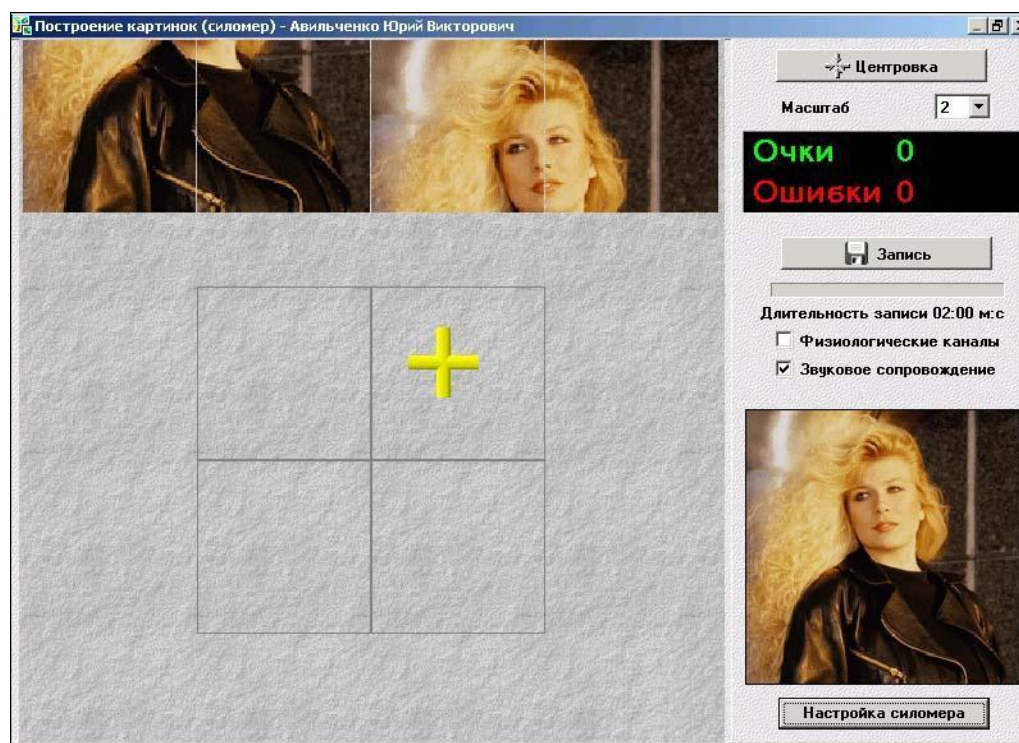 Построение картинок (силомер) - Авильченко Юрий Викторович
Центровка
Масштаб 2
Очки 0
Ошибки 0
Запись
Длительность записи 02:00 м:с
Физиологические каналы
Звуковое сопровождение
Настройка силомера